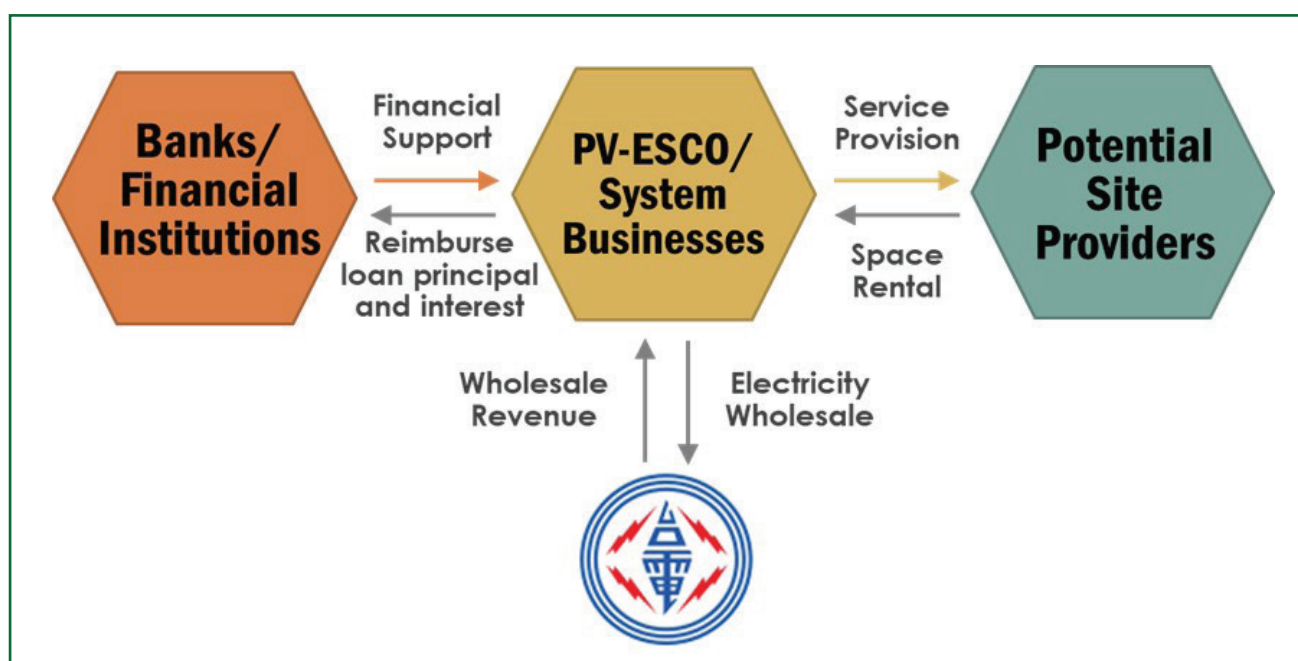 Banks/
Financial
Institutions
Financial
Support
Reimburse
loan principal
and interest
PV-ESCO/
System
Businesses
Service
Provision
Space
Rental
Potential
Site
Providers
Wholesale
Revenue
Electricity
Wholesale
台電